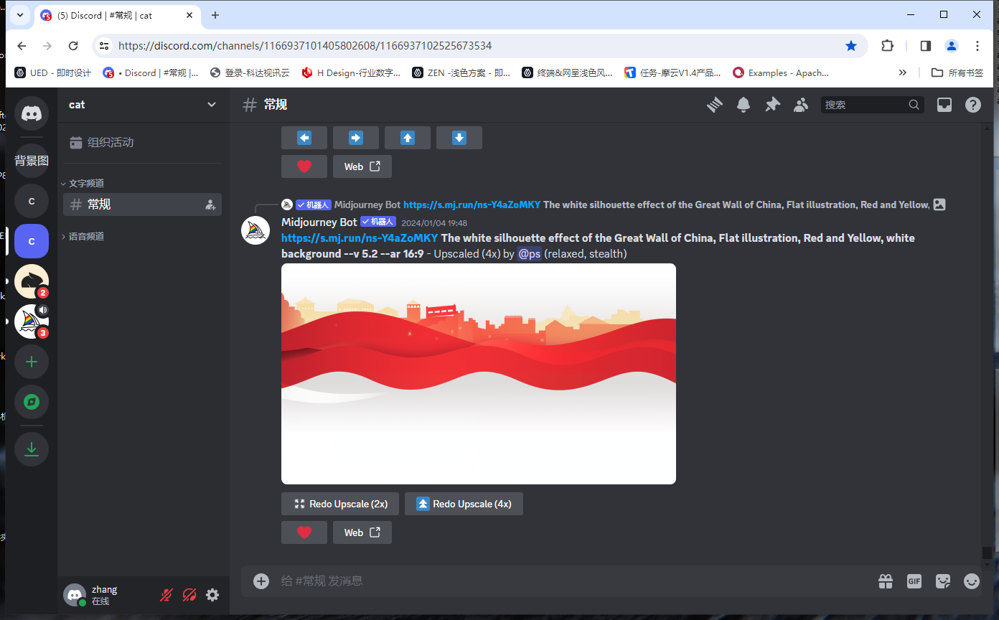 (5) Discord | #常规 | cat
https://discord.com/channels/1166937101405802608/1166937102525673534
UED - 即时设计
• Discord | #常规 |...
登录-科达视讯云
H Design-行业数字...
ZEN -浅色方案 - 即...
终端&网呈浅色风...
任务-摩云V1.4产品...
Examples - Apach...
所有书签
cat
常规
搜索
组织活动
背景图
文字频道
C
常规
C
语音频道
2
3
Web
机器人 Midjourney Bot https://s.mj.run/ns-Y4aZoMKY The white silhouette effect of the Great Wall of China, Flat illustration, Red and Yellow,
Midjourney Bot 机器人 2024/01/04 19:48
https://s.mj.run/ns-Y4aZoMKY The white silhouette effect of the Great Wall of China, Flat illustration, Red and Yellow, white
background --v 5.2 --ar 16:9 - Upscaled (4x) by @ps (relaxed, stealth)
Redo Upscale (2x)
Redo Upscale (4x)
Web
给 #常规 发消息
GIF
zhang
在线